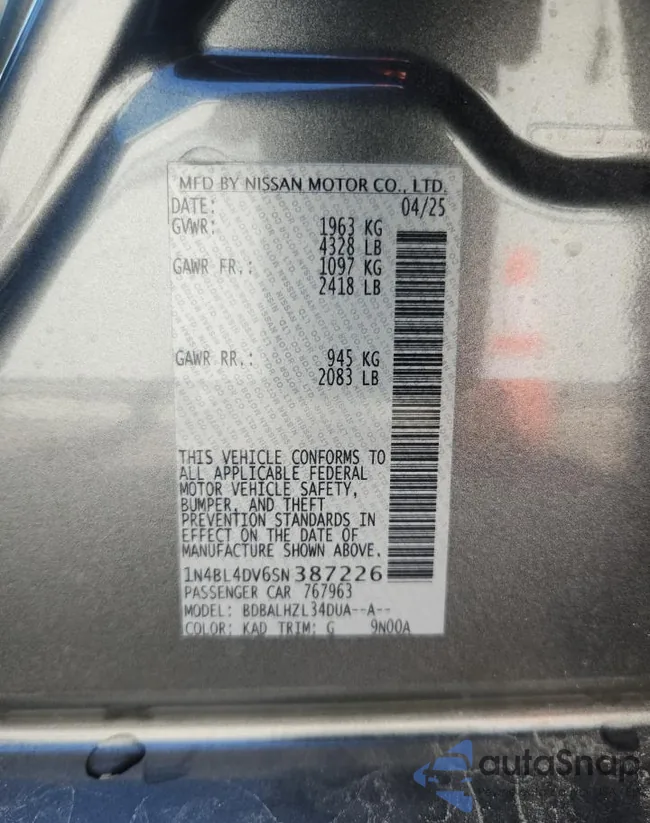 MFD BY NISSAN MOTOR CO., LTD.
DATE: 04/25
GVWR: 1963 KG
4328 LB
GAWR FR.: 1097 KG
2418 LB
GAWR RR.: 945 KG
2083 LB
THIS VEHICLE CONFORMS TO
ALL APPLICABLE FEDERAL
MOTOR VEHICLE SAFETY,
BUMPER, AND THEFT
PREVENTION STANDARDS IN
EFFECT ON THE DATE OF
MANUFACTURE SHOWN ABOVE.
1N4BL4DV6SN387226
PASSENGER CAR 767963
MODEL: BDBALHZL34DUA--A--
COLOR: KAD TRIM: G 9N00A
autaSnap